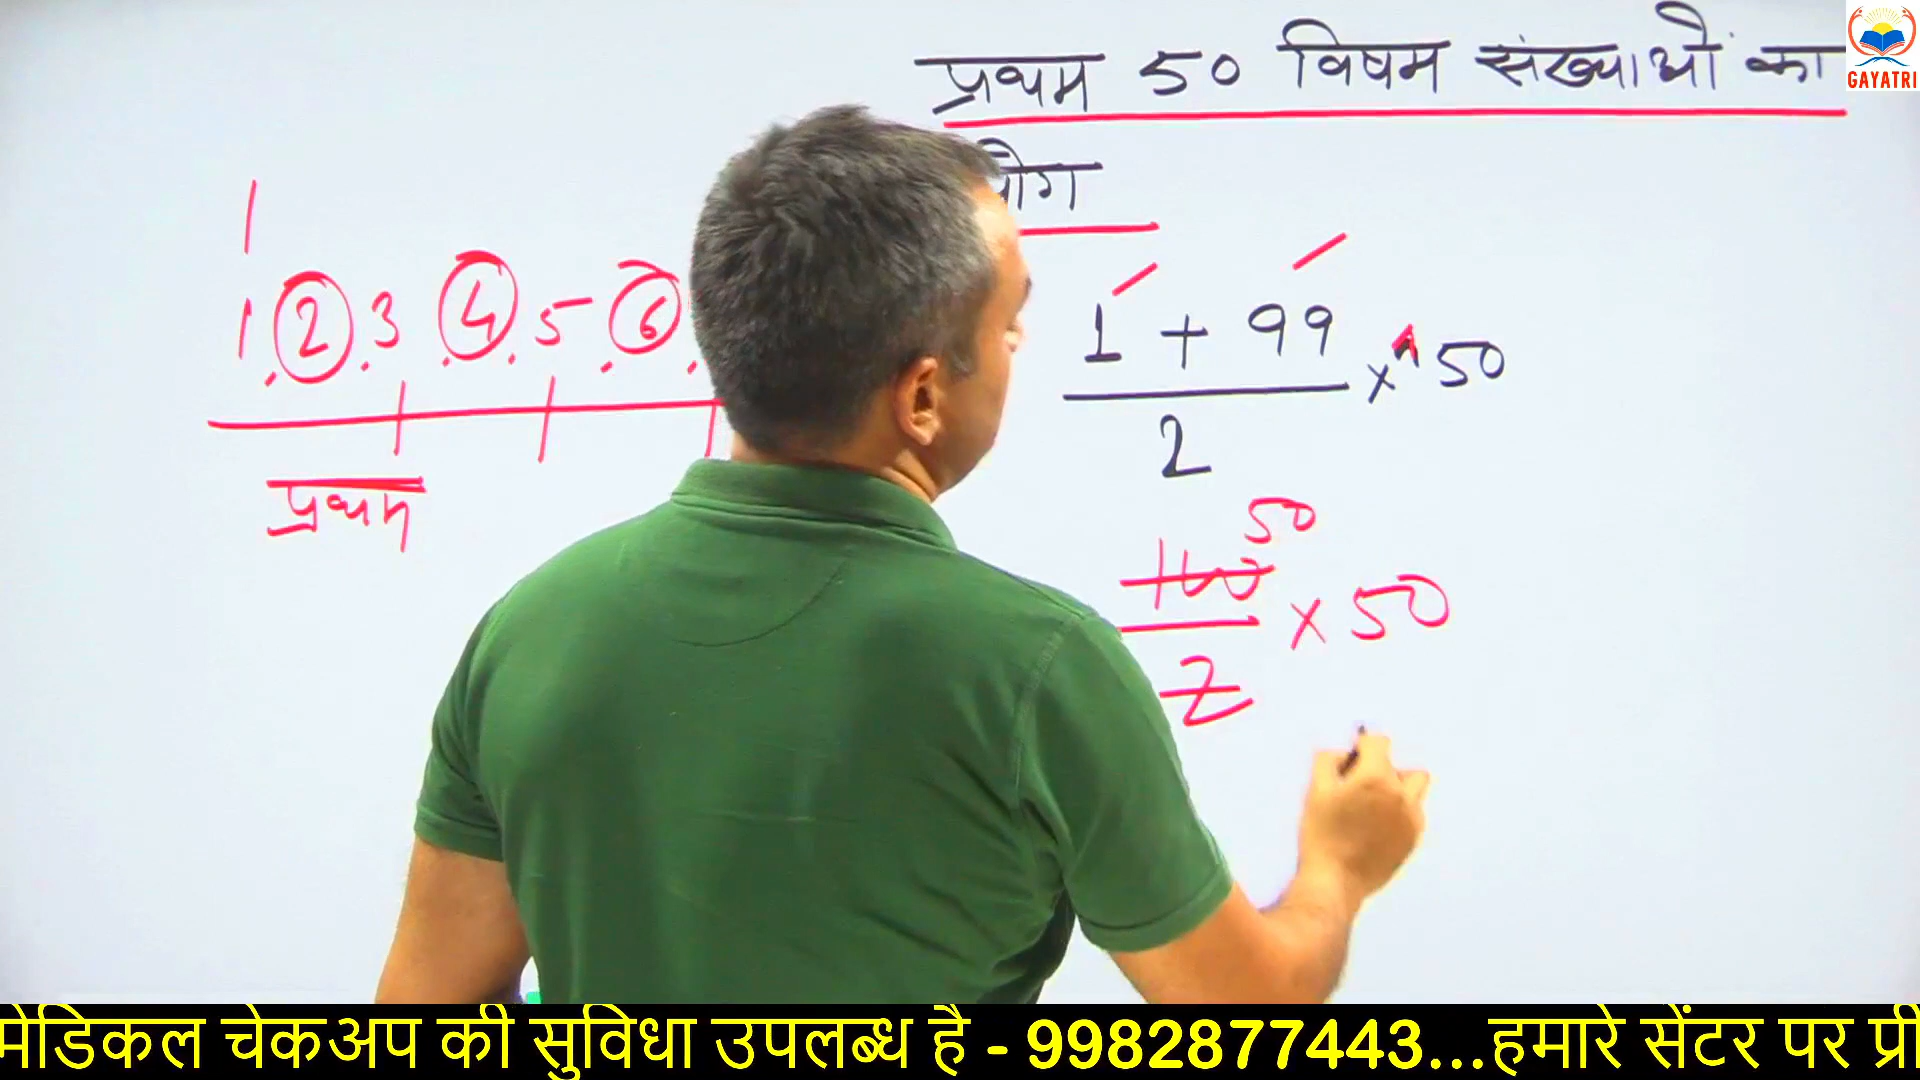 प्रथम 50 विषम संख्याओं का
योग
GAYATRI
1
1, 2, 3, 4, 5, 6,
प्रथम
1 + 99
2
× 50
50
100
2
× 50
मेडिकल चेकअप की सुविधा उपलब्ध है - 9982877443...हमारे सेंटर पर प्री